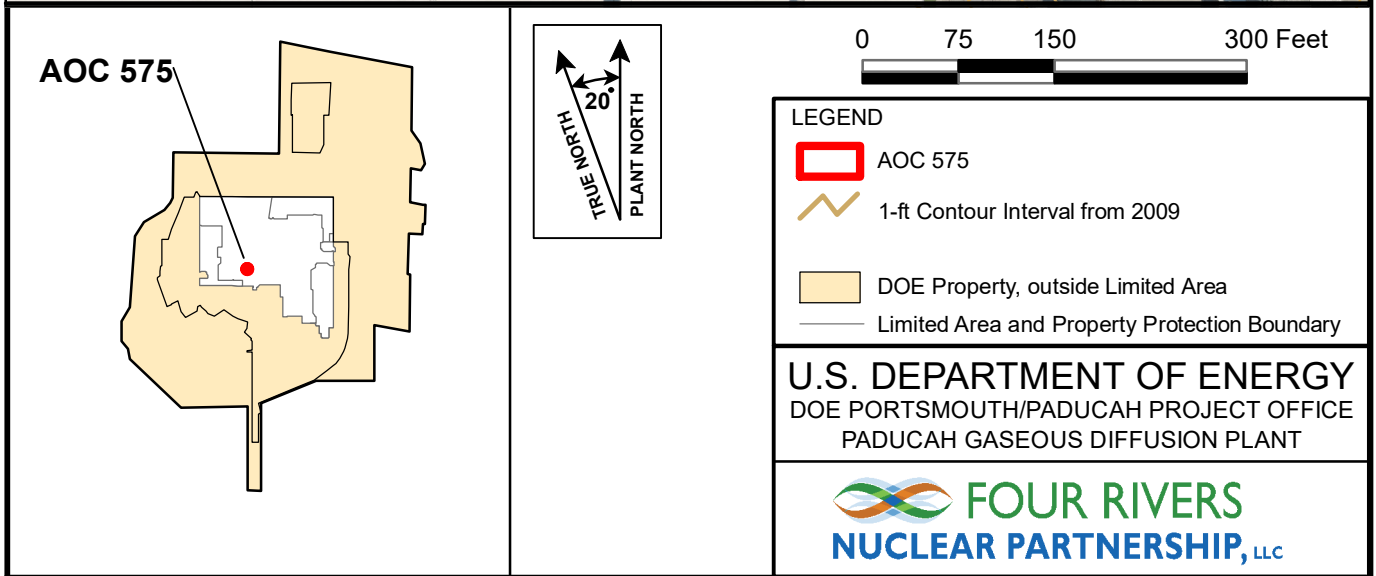 AOC 575
20°
TRUE NORTH
PLANT NORTH
0 75 150 300 Feet
LEGEND
AOC 575
1-ft Contour Interval from 2009
DOE Property, outside Limited Area
Limited Area and Property Protection Boundary
U.S. DEPARTMENT OF ENERGY
DOE PORTSMOUTH/PADUCAH PROJECT OFFICE
PADUCAH GASEOUS DIFFUSION PLANT
FOUR RIVERS
NUCLEAR PARTNERSHIP, LLC